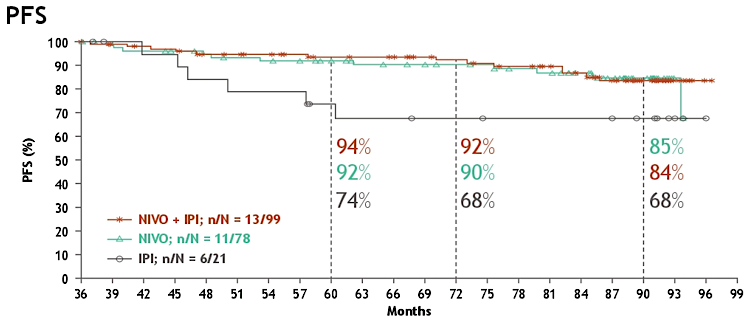 PFS
PFS (%)
100
90
80
70
60
50
40
30
20
10
0
94%
92%
74%
92%
90%
68%
85%
84%
68%
NIVO + IPI; n/N = 13/99
NIVO; n/N = 11/78
IPI; n/N = 6/21
36 39 42 45 48 51 54 57 60 63 66 69 72 75 78 81 84 87 90 93 96 99
Months